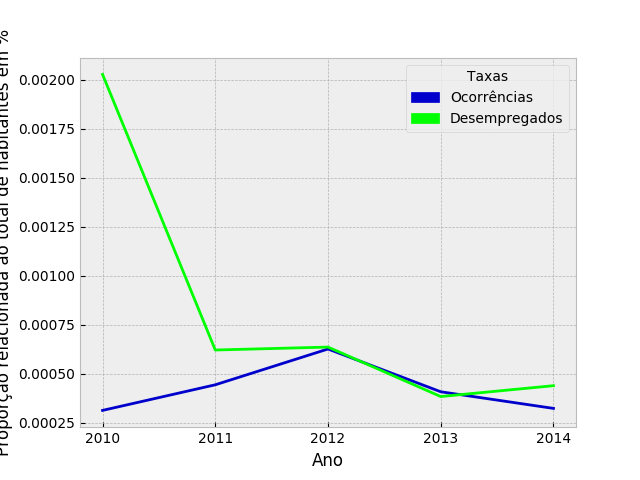 Proporção relacionada ao total de habitantes em %
0.00200
0.00175
0.00150
0.00125
0.00100
0.00075
0.00050
0.00025
Taxas
Ocorrências
Desempregados
2010 2011 2012 2013 2014
Ano